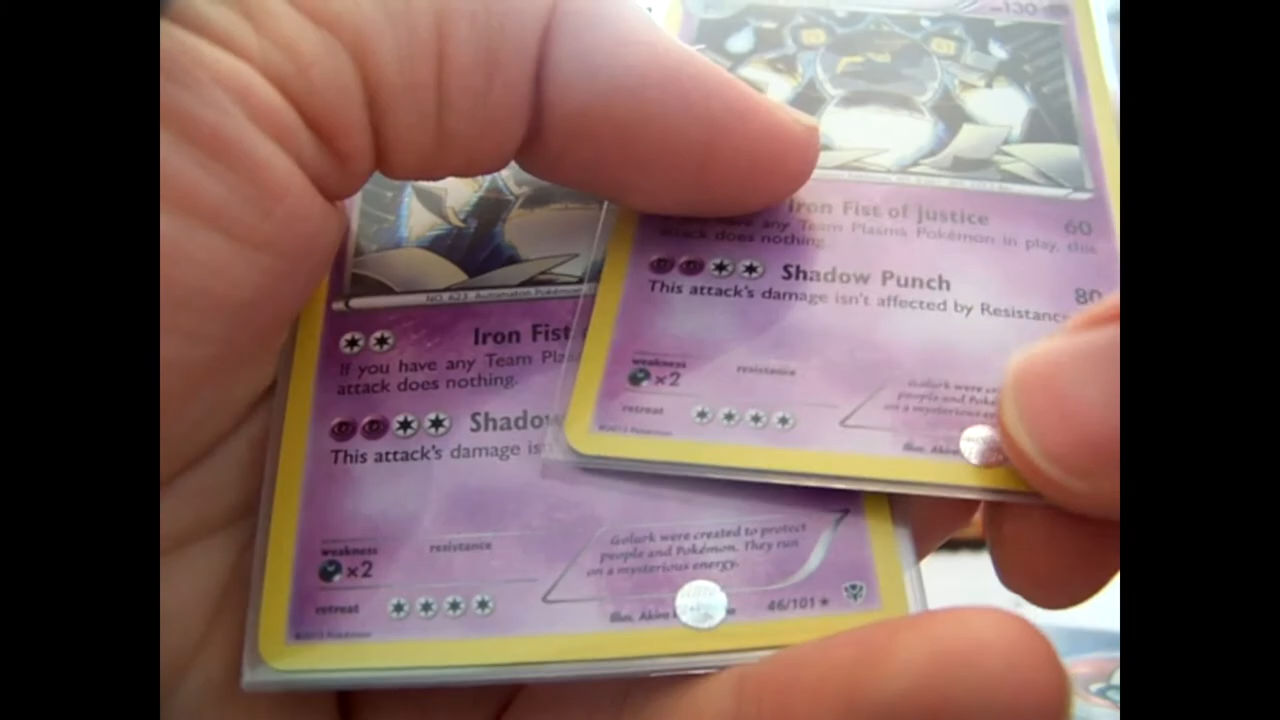 130
Iron Fist of Justice 60
any Team Plasma Pokémon in play, this
attack does nothing.
Shadow Punch 80
This attack's damage isn't affected by Resistance
weakness
×2
resistance
retreat
©2013 Pokémon
Golurk were
people and
on a mysterious
Illus. Akira
NO. 623 Automaton Pokémon
Iron Fist
If you have any Team Pla
attack does nothing.
Shadow
This attack's damage is
weakness
×2
resistance
retreat
©2013 Pokémon
Golurk were created to protect
people and Pokémon. They run
on a mysterious energy.
Illus. Akira
46/101 ★